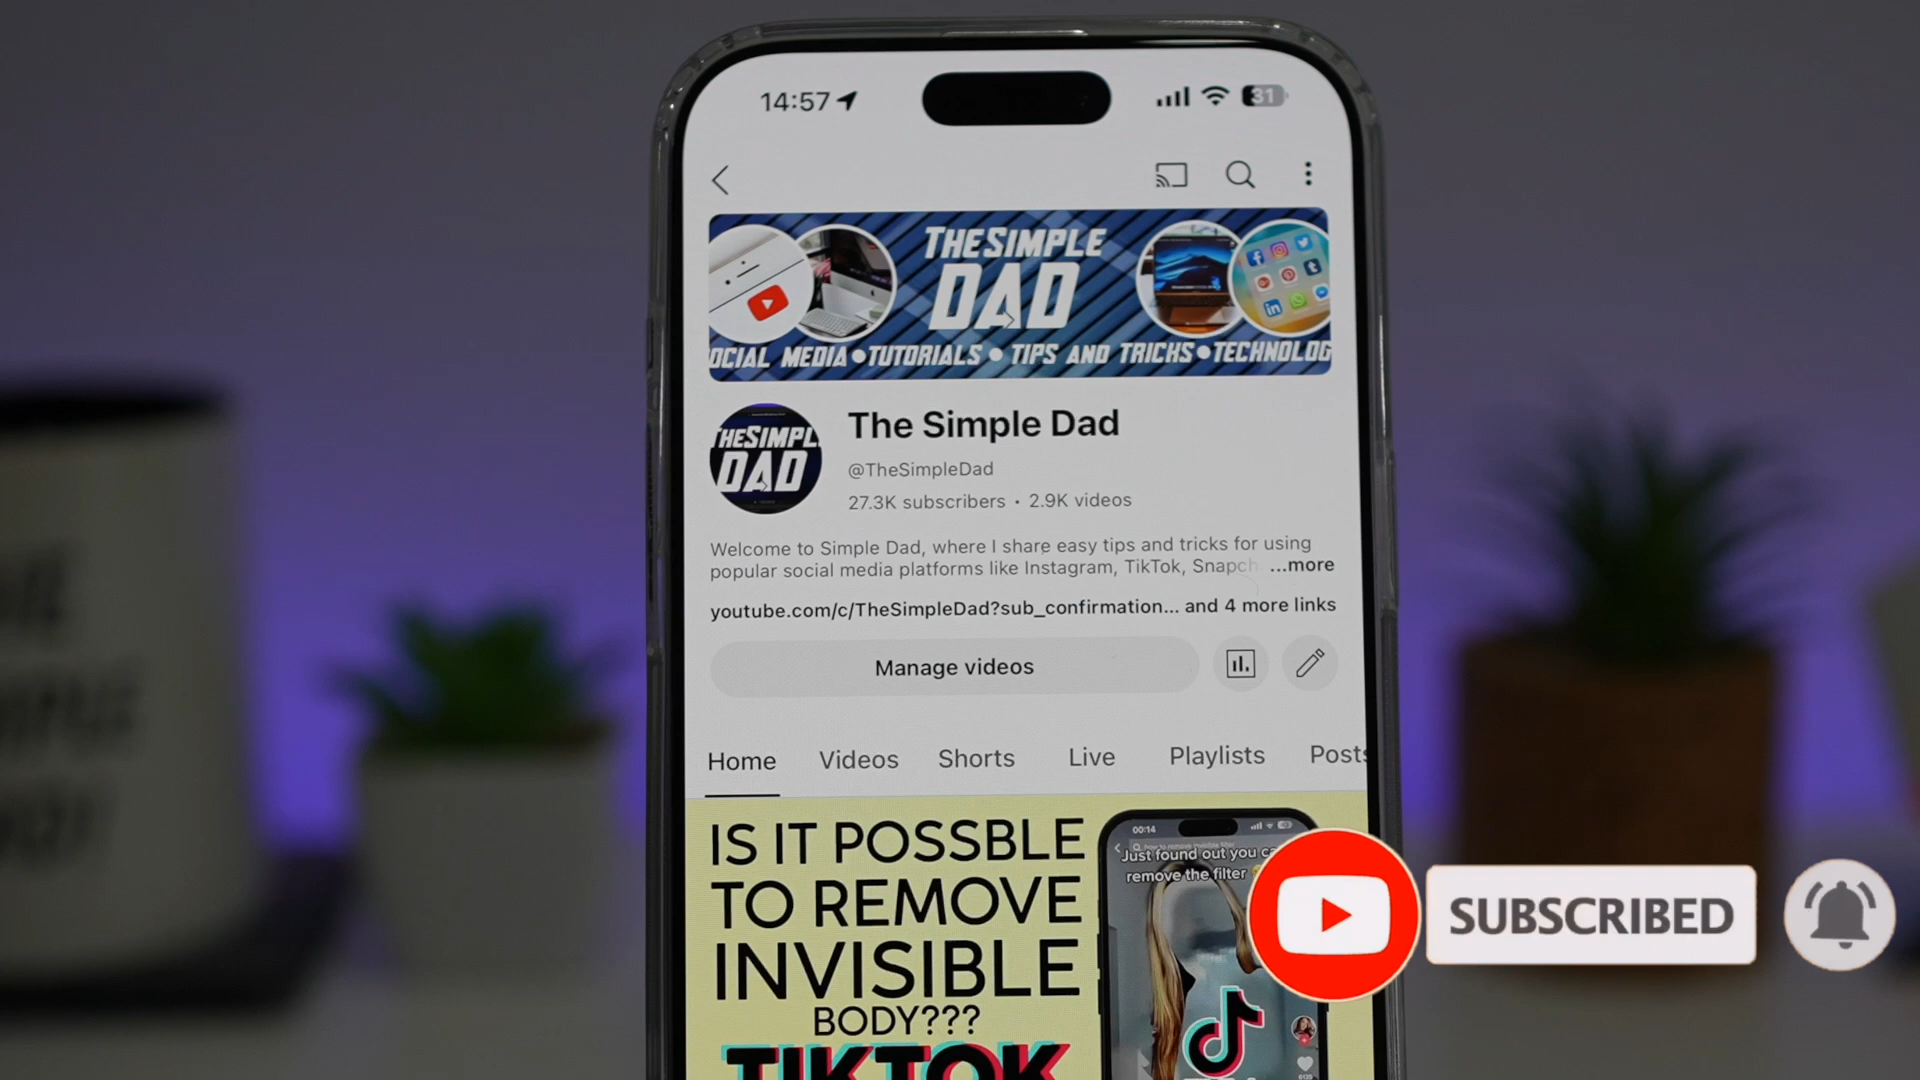 14:57
31
THESIMPLE
DAD
OCIAL MEDIA • TUTORIALS • TIPS AND TRICKS • TECHNOLOG
HESIMPL
DAD
The Simple Dad
@TheSimpleDad
27.3K subscribers • 2.9K videos
Welcome to Simple Dad, where I share easy tips and tricks for using
popular social media platforms like Instagram, TikTok, Snapch ...more
youtube.com/c/TheSimpleDad?sub_confirmation... and 4 more links
Manage videos
Home Videos Shorts Live Playlists Posts
IS IT POSSBLE
TO REMOVE
INVISIBLE
BODY???
TIKTOK
00:14
Just found out you ca
remove the filter
SUBSCRIBED